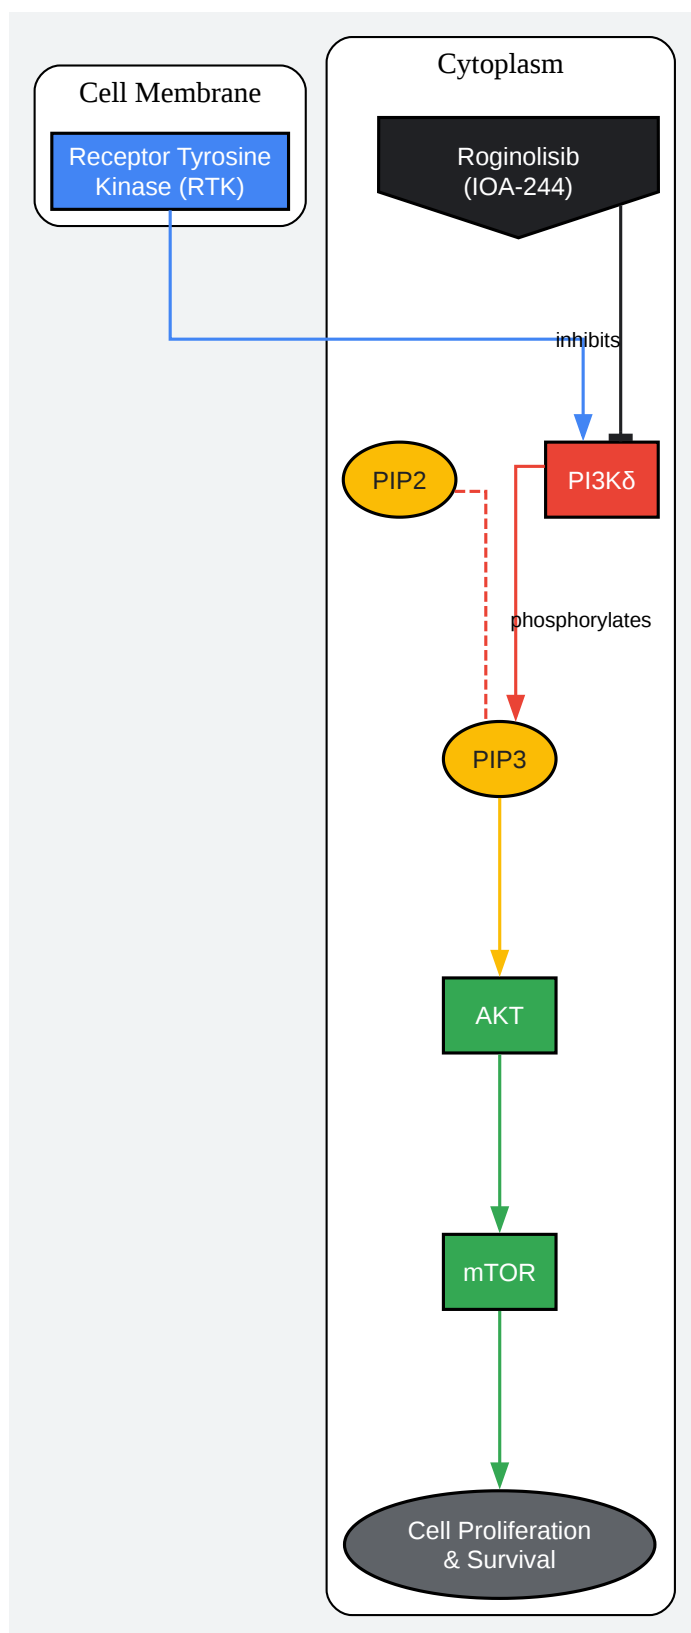 Cell Membrane
Receptor Tyrosine
Kinase (RTK)
Cytoplasm
Roginolisib
(IOA-244)
inhibits
PIP2
PI3Kδ
phosphorylates
PIP3
AKT
mTOR
Cell Proliferation
& Survival